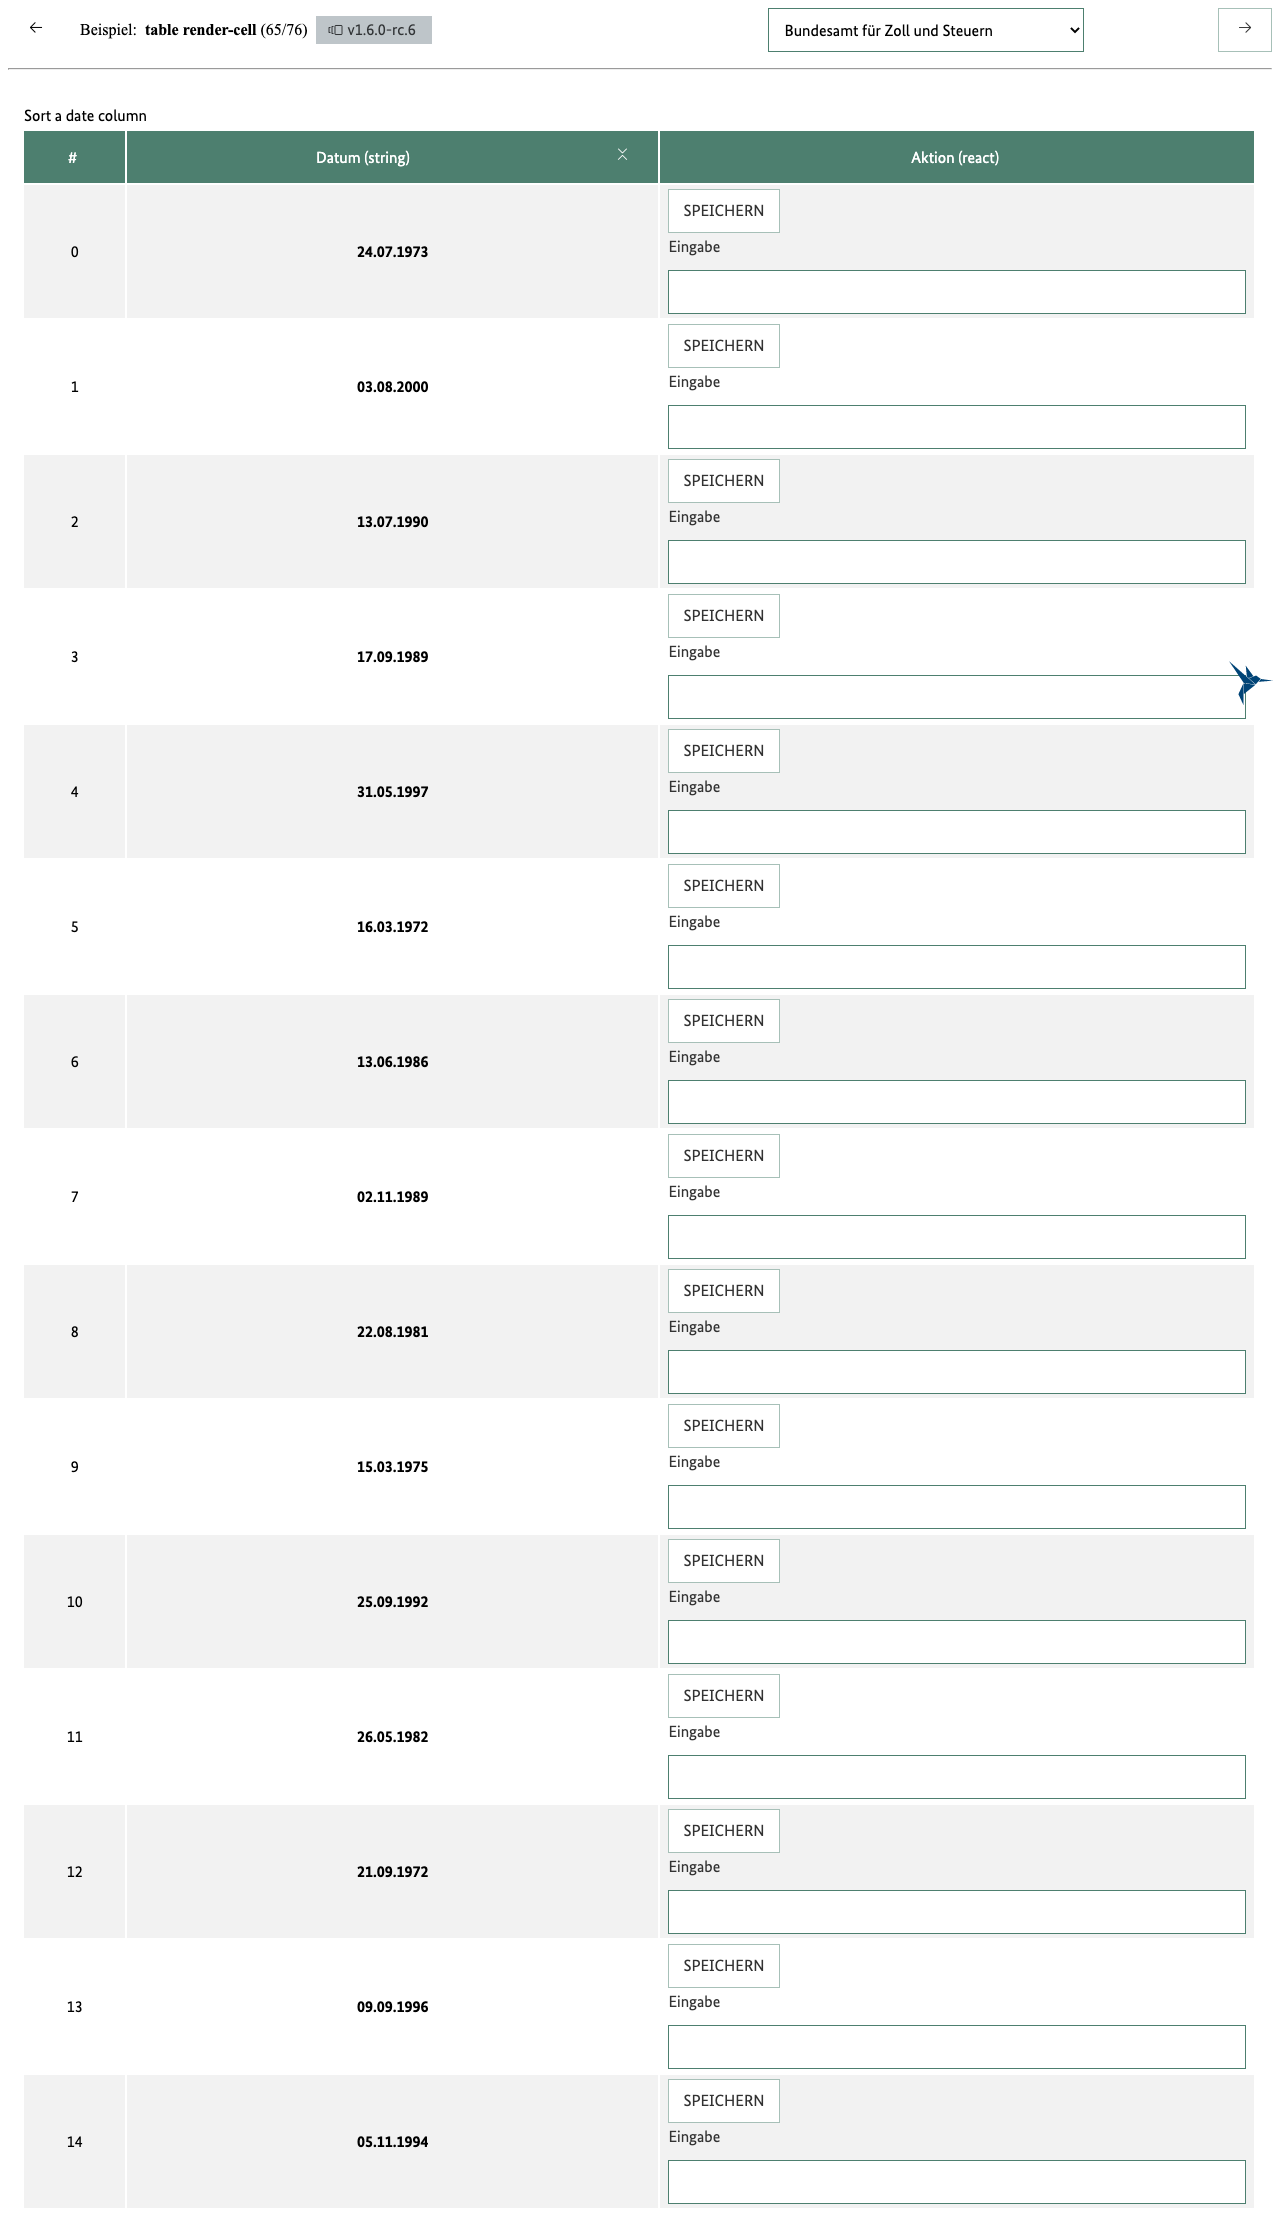 Beispiel: table render-cell (65/76) v1.6.0-rc.6 Bundesamt für Zoll und Steuern
Sort a date column
# Datum (string) Aktion (react)
SPEICHERN
0 24.07.1973 Eingabe
SPEICHERN
1 03.08.2000 Eingabe
SPEICHERN
2 13.07.1990 Eingabe
SPEICHERN
3 17.09.1989 Eingabe
SPEICHERN
4 31.05.1997 Eingabe
SPEICHERN
5 16.03.1972 Eingabe
SPEICHERN
6 13.06.1986 Eingabe
SPEICHERN
7 02.11.1989 Eingabe
SPEICHERN
8 22.08.1981 Eingabe
SPEICHERN
9 15.03.1975 Eingabe
SPEICHERN
10 25.09.1992 Eingabe
SPEICHERN
11 26.05.1982 Eingabe
SPEICHERN
12 21.09.1972 Eingabe
SPEICHERN
13 09.09.1996 Eingabe
SPEICHERN
14 05.11.1994 Eingabe